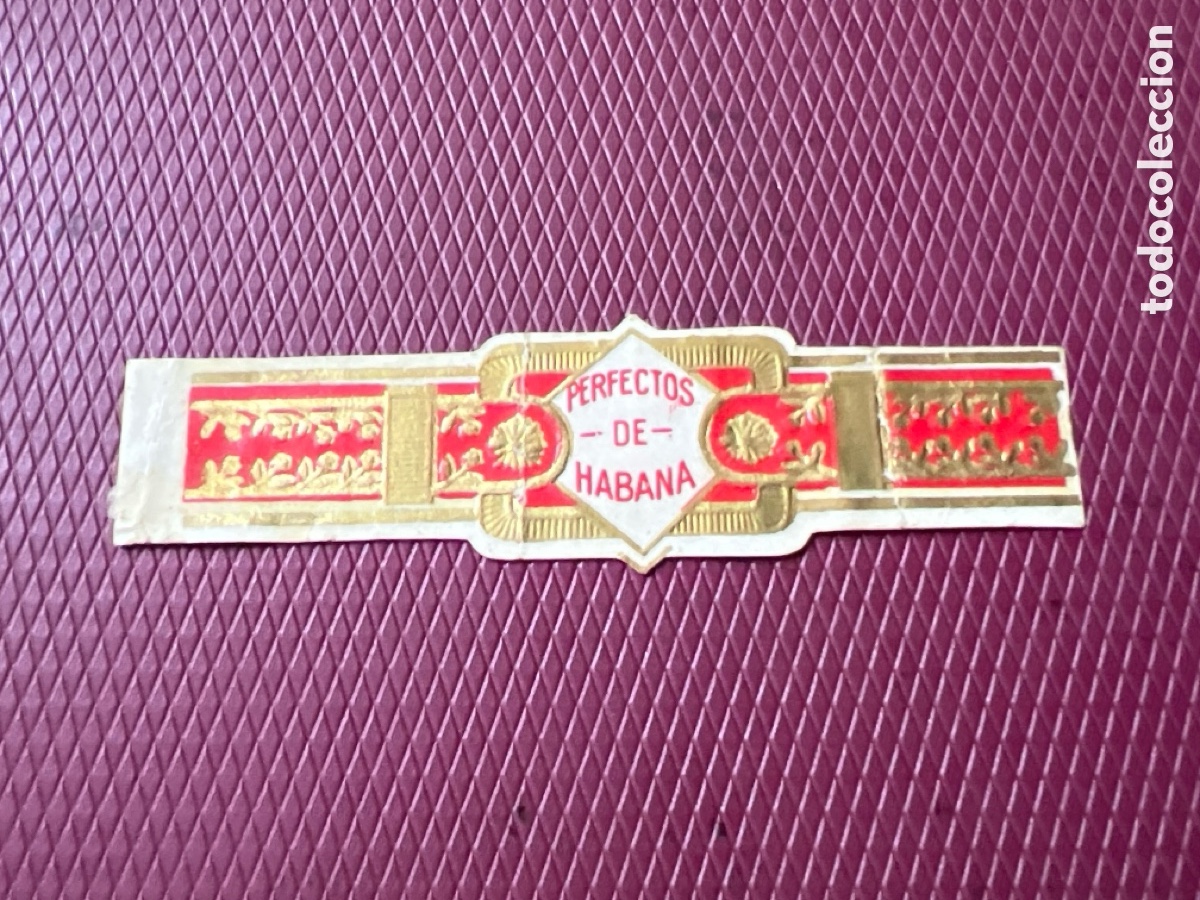 PERFECTOS
- DE -
HABANA
todocoleccion